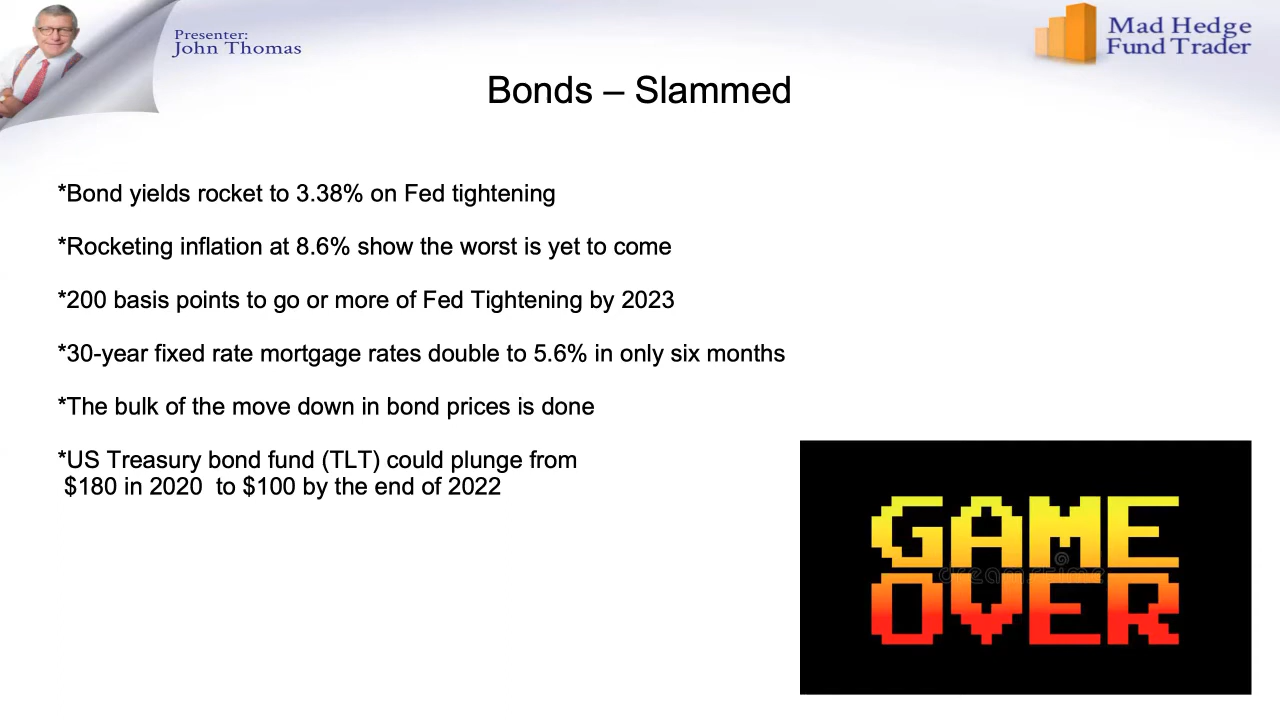 Presenter:
John Thomas
Mad Hedge
Fund Trader
Bonds – Slammed
*Bond yields rocket to 3.38% on Fed tightening
*Rocketing inflation at 8.6% show the worst is yet to come
*200 basis points to go or more of Fed Tightening by 2023
*30-year fixed rate mortgage rates double to 5.6% in only six months
*The bulk of the move down in bond prices is done
*US Treasury bond fund (TLT) could plunge from
$180 in 2020  to $100 by the end of 2022
GAME
dreamstime
OVER